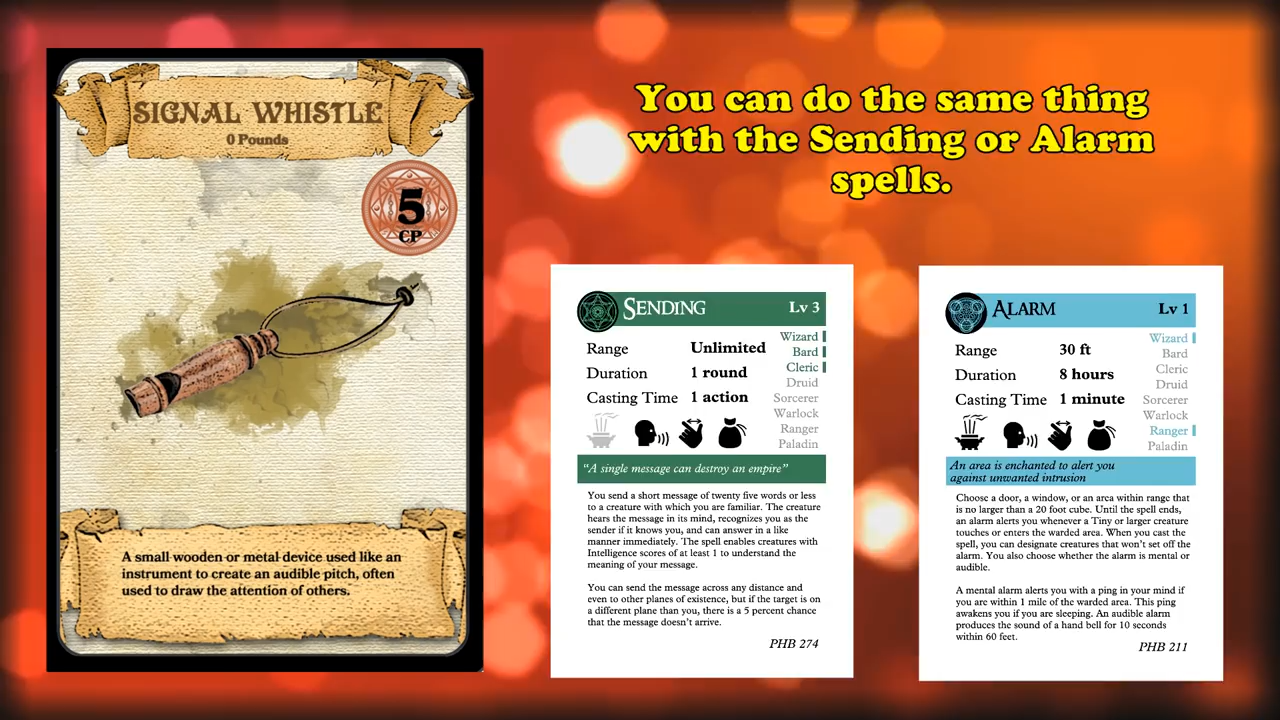 SIGNAL WHISTLE
0 Pounds
5
CP
A small wooden or metal device used like an
instrument to create an audible pitch, often
used to draw the attention of others.
You can do the same thing
with the Sending or Alarm
spells.
SENDING Lv 3
Range Unlimited
Duration 1 round
Casting Time 1 action
Wizard
Bard
Cleric
Druid
Sorcerer
Warlock
Ranger
Paladin
"A single message can destroy an empire"
You send a short message of twenty five words or less
to a creature with which you are familiar. The creature
hears the message in its mind, recognizes you as the
sender if it knows you, and can answer in a like
manner immediately. The spell enables creatures with
Intelligence scores of at least 1 to understand the
meaning of your message.
You can send the message across any distance and
even to other planes of existence, but if the target is on
a different plane than you, there is a 5 percent chance
that the message doesn't arrive.
PHB 274
ALARM Lv 1
Range 30 ft
Duration 8 hours
Casting Time 1 minute
Wizard
Bard
Cleric
Druid
Sorcerer
Warlock
Ranger
Paladin
An area is enchanted to alert you
against unwanted intrusion
Choose a door, a window, or an area within range that
is no larger than a 20 foot cube. Until the spell ends,
an alarm alerts you whenever a Tiny or larger creature
touches or enters the warded area. When you cast the
spell, you can designate creatures that won't set off the
alarm. You also choose whether the alarm is mental or
audible.
A mental alarm alerts you with a ping in your mind if
you are within 1 mile of the warded area. This ping
awakens you if you are sleeping. An audible alarm
produces the sound of a hand bell for 10 seconds
within 60 feet.
PHB 211